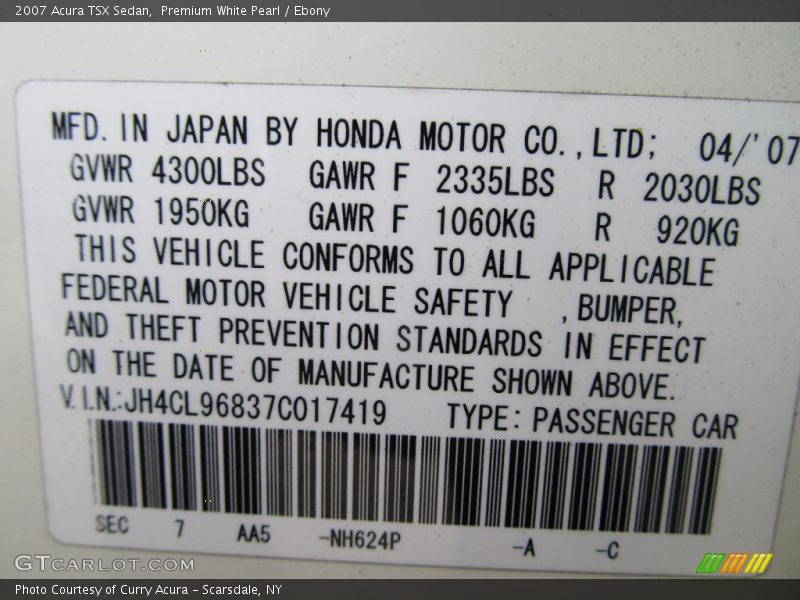 2007 Acura TSX Sedan,  Premium White Pearl / Ebony
MFD. IN JAPAN BY HONDA MOTOR CO., LTD; 04/'07
GVWR 4300LBS GAWR F 2335LBS R 2030LBS
GVWR 1950KG GAWR F 1060KG R 920KG
THIS VEHICLE CONFORMS TO ALL APPLICABLE
FEDERAL MOTOR VEHICLE SAFETY ,BUMPER,
AND THEFT PREVENTION STANDARDS IN EFFECT
ON THE DATE OF MANUFACTURE SHOWN ABOVE.
V.I.N.:JH4CL96837C017419 TYPE: PASSENGER CAR
SEC 7 AA5 -NH624P -A -C
GTCARLOT.COM
Photo Courtesy of Curry Acura - Scarsdale, NY